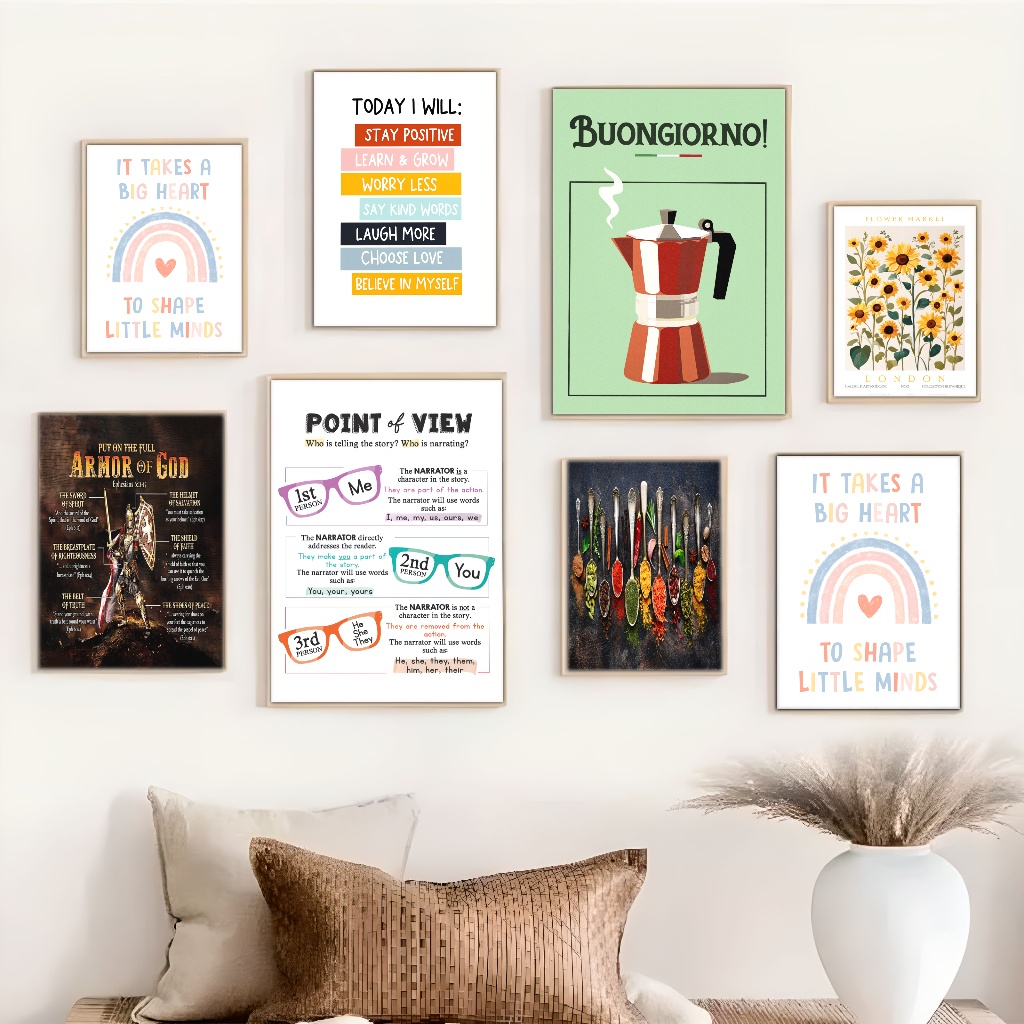 IT TAKES A
BIG HEART
TO SHAPE
LITTLE MINDS
TODAY I WILL:
STAY POSITIVE
LEARN & GROW
WORRY LESS
SAY KIND WORDS
LAUGH MORE
CHOOSE LOVE
BELIEVE IN MYSELF
BUONGIORNO!
FLOWER MARKET
LONDON
PUT ON THE FULL
ARMOR OF GOD
THE SWORD
OF SPIRIT
THE HELMET
OF SALVATION
THE BREASTPLATE
OF RIGHTEOUSNESS
THE SHIELD
OF FAITH
THE BELT
OF TRUTH
THE SHOES OF PEACE
POINT of VIEW
Who is telling the story? Who is narrating?
1st
PERSON
Me
The NARRATOR is a
character in the story.
They are part of the action.
The narrator will use words
such as:
I, me, my, us, ours, we
The NARRATOR directly
addresses the reader.
They make you a part of
the story.
The narrator will use words
such as:
You, your, yours
2nd
PERSON
You
3rd
PERSON
He
She
They
The NARRATOR is not a
character in the story.
They are removed from the
action.
The narrator will use words
such as:
He, she, they, them,
him, her, their
IT TAKES A
BIG HEART
TO SHAPE
LITTLE MINDS